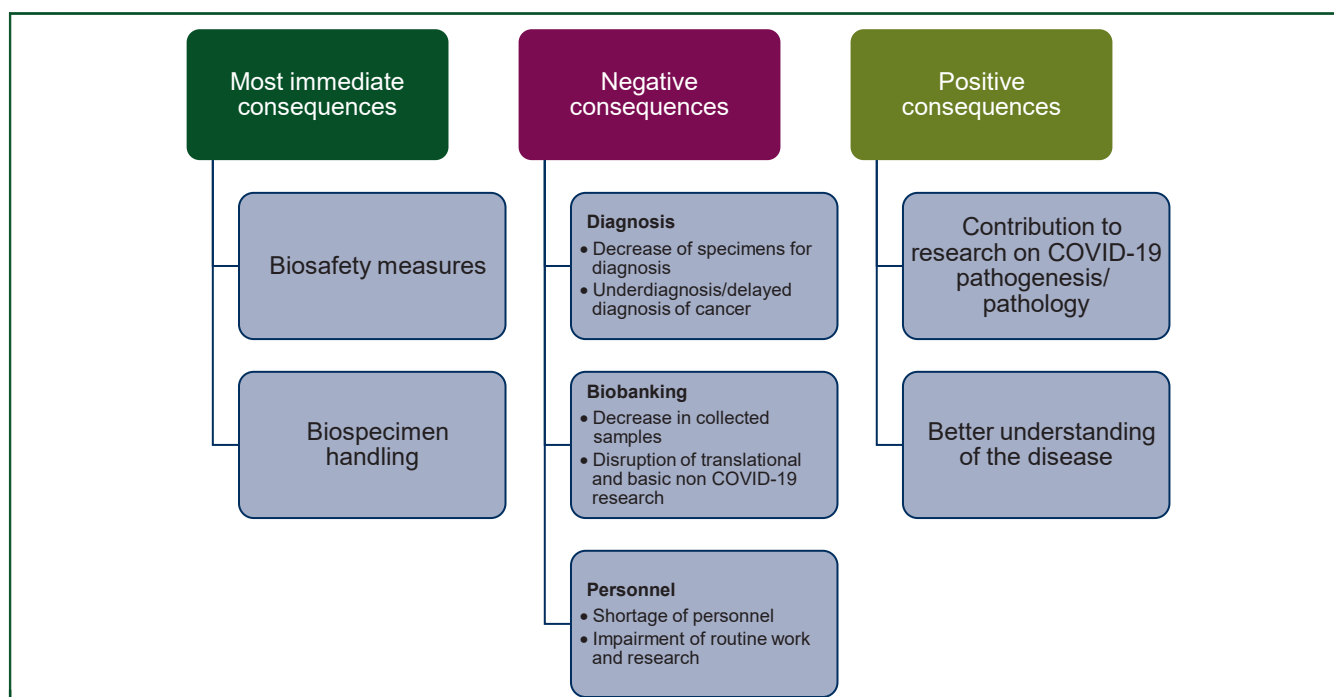 Most immediate
consequences
Biosafety measures
Biospecimen
handling
Negative
consequences
Diagnosis
• Decrease of specimens for
diagnosis
• Underdiagnosis/delayed
diagnosis of cancer
Biobanking
• Decrease in collected
samples
• Disruption of translational
and basic non COVID-19
research
Personnel
• Shortage of personnel
• Impairment of routine work
and research
Positive
consequences
Contribution to
research on COVID-19
pathogenesis/
pathology
Better understanding
of the disease